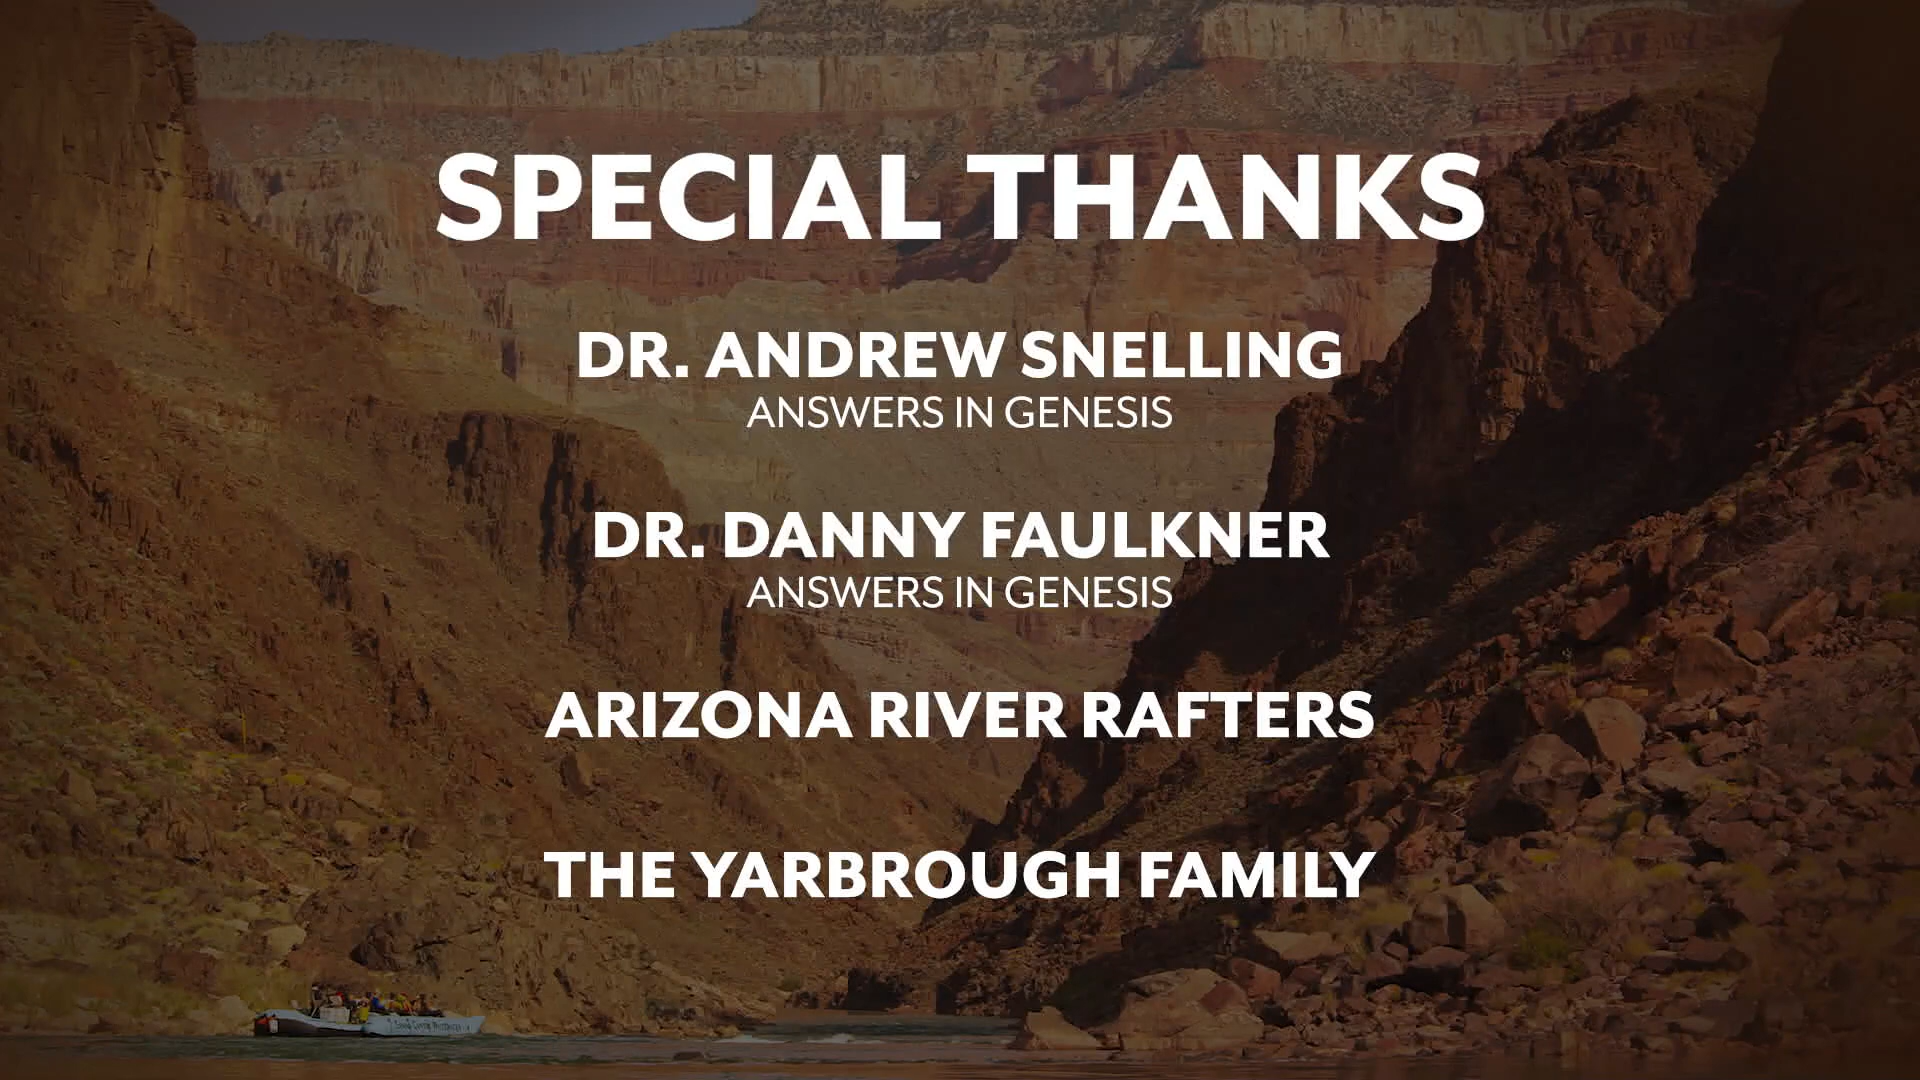 SPECIAL THANKS
DR. ANDREW SNELLING
ANSWERS IN GENESIS
DR. DANNY FAULKNER
ANSWERS IN GENESIS
ARIZONA RIVER RAFTERS
THE YARBROUGH FAMILY